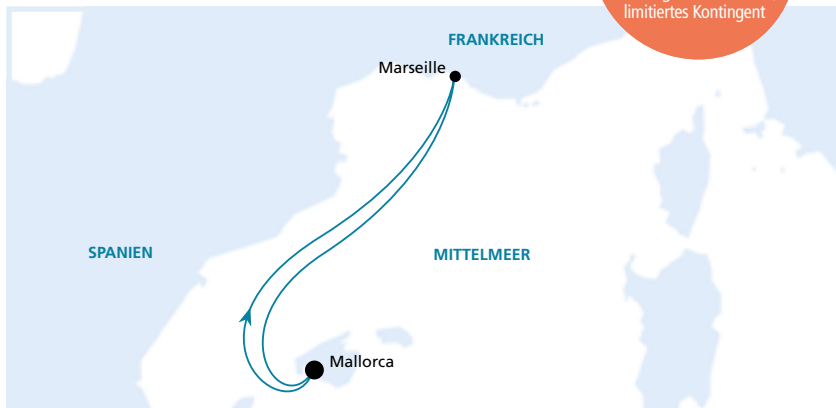 limitiertes Kontingent
FRANKREICH
Marseille
SPANIEN
MITTELMEER
Mallorca